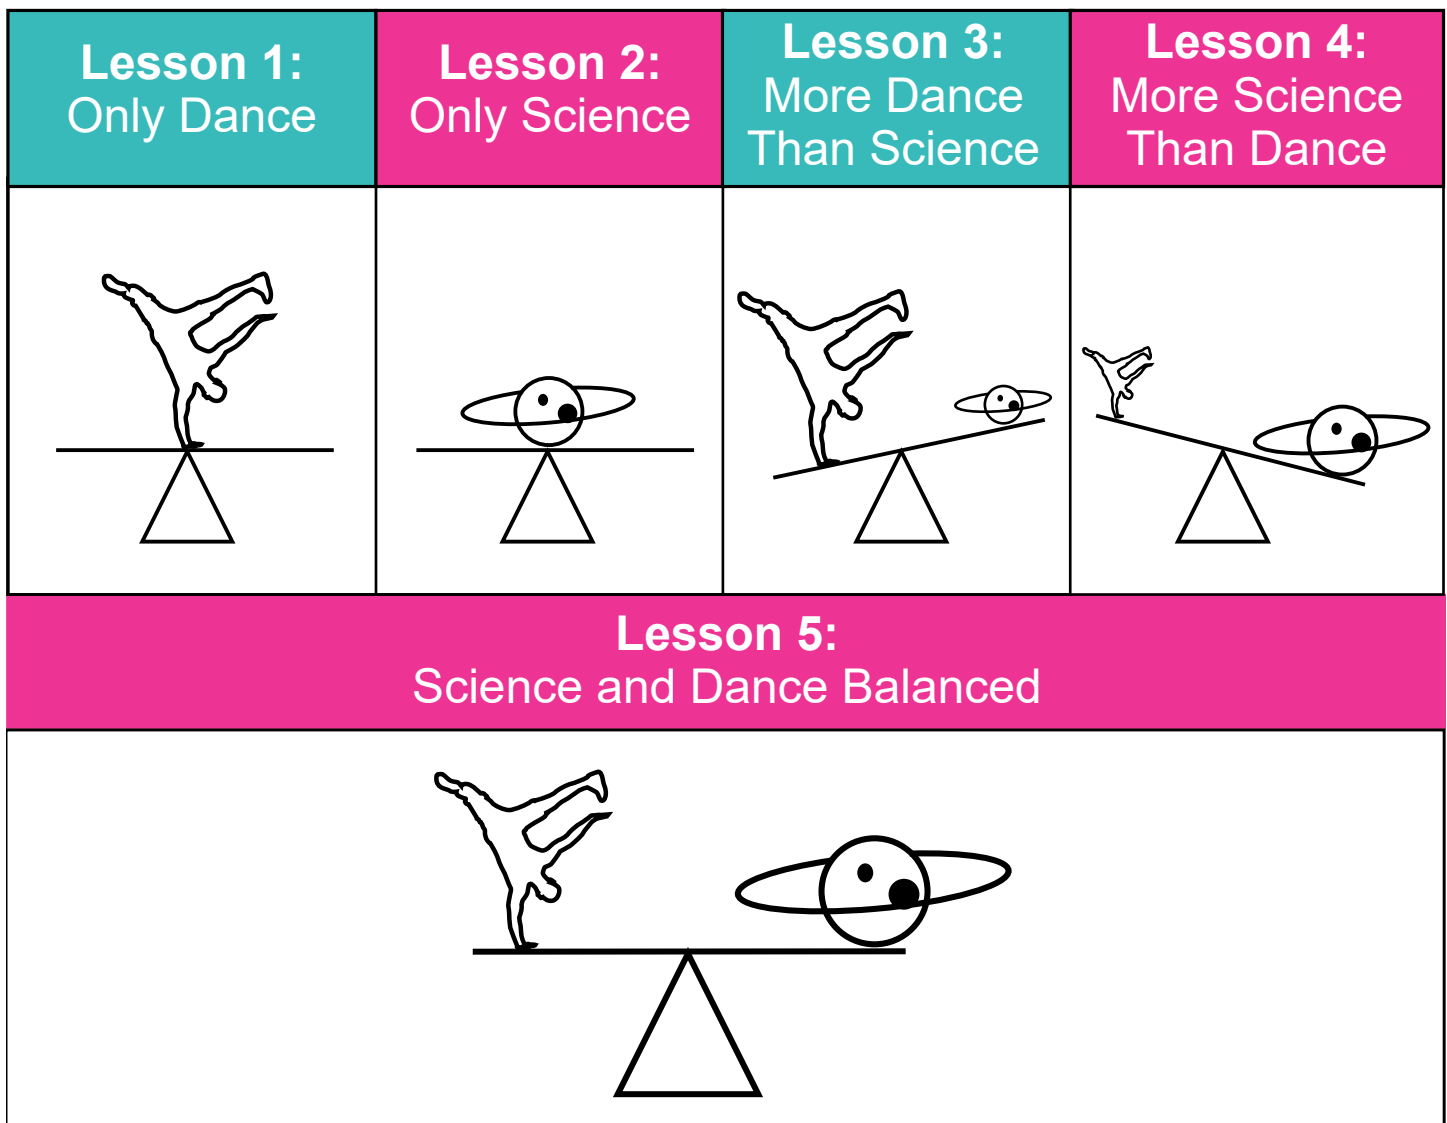 Lesson 1:
Only Dance
Lesson 2:
Only Science
Lesson 3:
More Dance
Than Science
Lesson 4:
More Science
Than Dance
Lesson 5:
Science and Dance Balanced